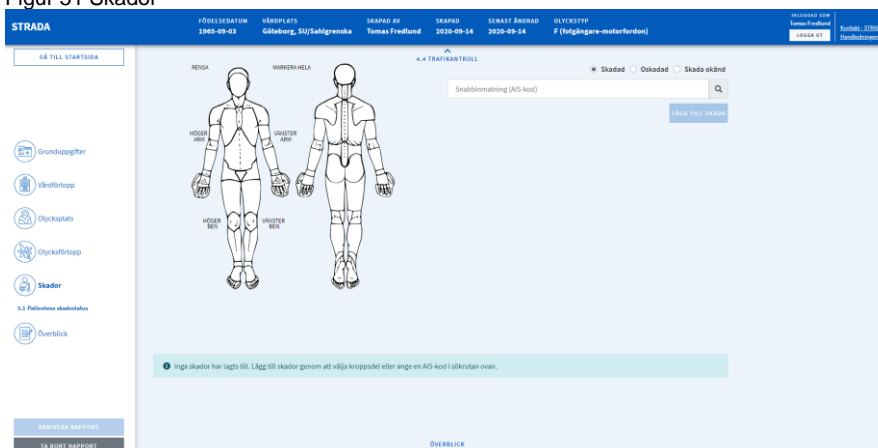 Figur 31 Skador
STRADA
FÖDELSEDATUM
1965-09-03
VÅRDPLATS
Göteborg, SU/Sahlgrenska
SKAPAD AV
Tomas Fredlund
SKAPAD
2020-09-14
SENAST ÄNDRAD
2020-09-14
OLYCKSTYP
F (fotgängare-motorfordon)
INLOGGAD SOM
Tomas Fredlund
LOGGA UT
Kontakt - STRA
Handledningen
GÅ TILL STARTSIDA
4.4 TRAFIKANTROLL
RENSA
MARKERA HELA
Skadad
Oskadad
Skada okänd
Snabbinmatning (AIS-kod)
LÄGG TILL SKADA
HÖGER
ARM
VÄNSTER
ARM
HÖGER
BEN
VÄNSTER
BEN
Grunduppgifter
Vårdförlopp
Olycksplats
Olycksförlopp
Skador
5.1 Patientens skadestatus
Överblick
Inga skador har lagts till. Lägg till skador genom att välja kroppsdel eller ange en AIS-kod i sökrutan ovan.
ARKIVERA RAPPORT
TA BORT RAPPORT
ÖVERBLICK